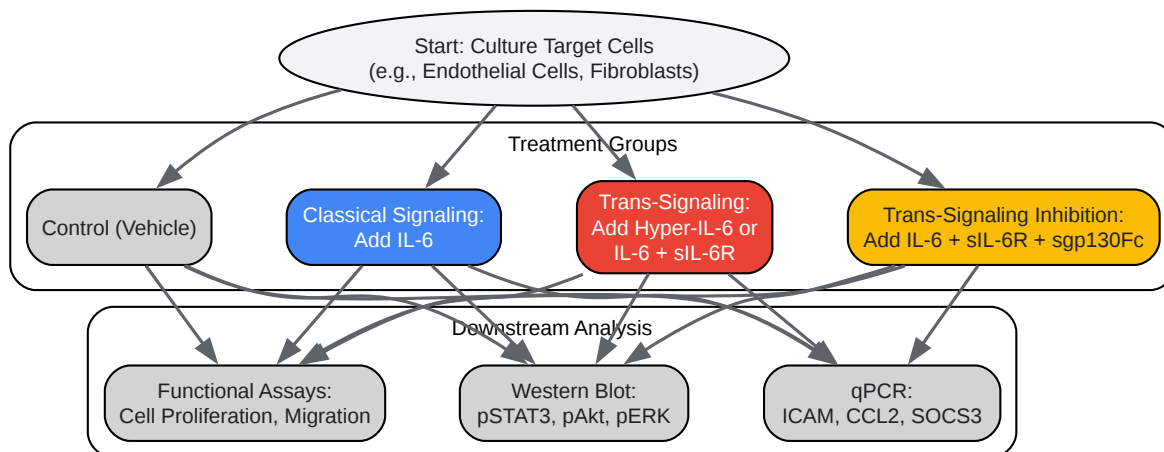 Start: Culture Target Cells
(e.g., Endothelial Cells, Fibroblasts)
Treatment Groups
Control (Vehicle)
Classical Signaling:
Add IL-6
Trans-Signaling:
Add Hyper-IL-6 or
IL-6 + sIL-6R
Trans-Signaling Inhibition:
Add IL-6 + sIL-6R + sgp130Fc
Downstream Analysis
Functional Assays:
Cell Proliferation, Migration
Western Blot:
pSTAT3, pAkt, pERK
qPCR:
ICAM, CCL2, SOCS3